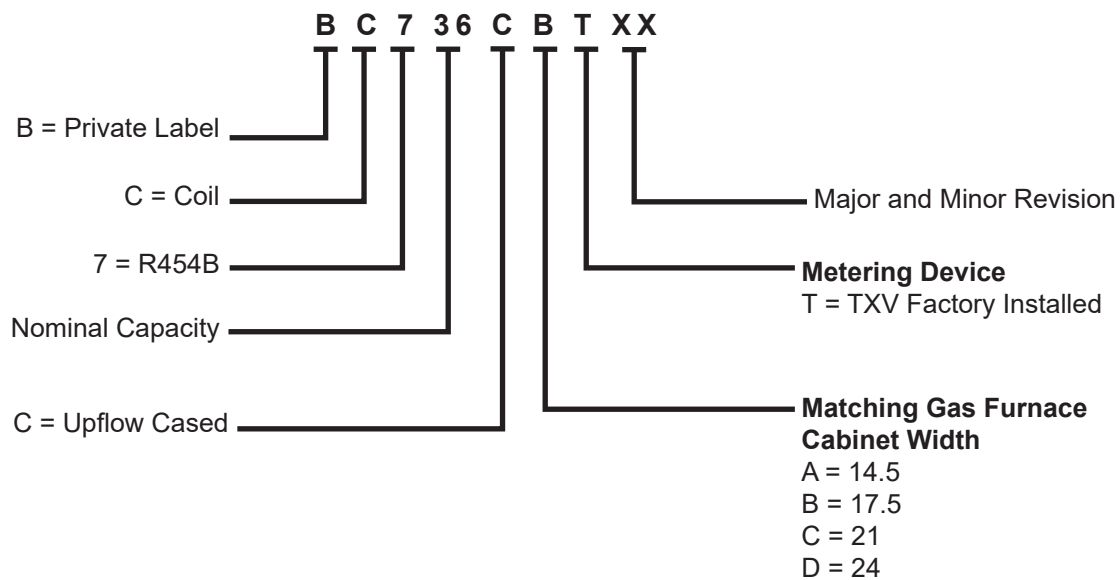 B C 7 36 C B T XX
B = Private Label
C = Coil
7 = R454B
Nominal Capacity
C = Upflow Cased
Major and Minor Revision
Metering Device
T = TXV Factory Installed
Matching Gas Furnace
Cabinet Width
A = 14.5
B = 17.5
C = 21
D = 24